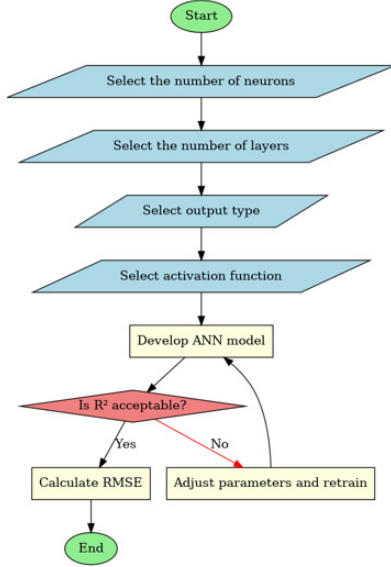 Start
Select the number of neurons
Select the number of layers
Select output type
Select activation function
Develop ANN model
Is R² acceptable?
Yes
No
Calculate RMSE
Adjust parameters and retrain
End